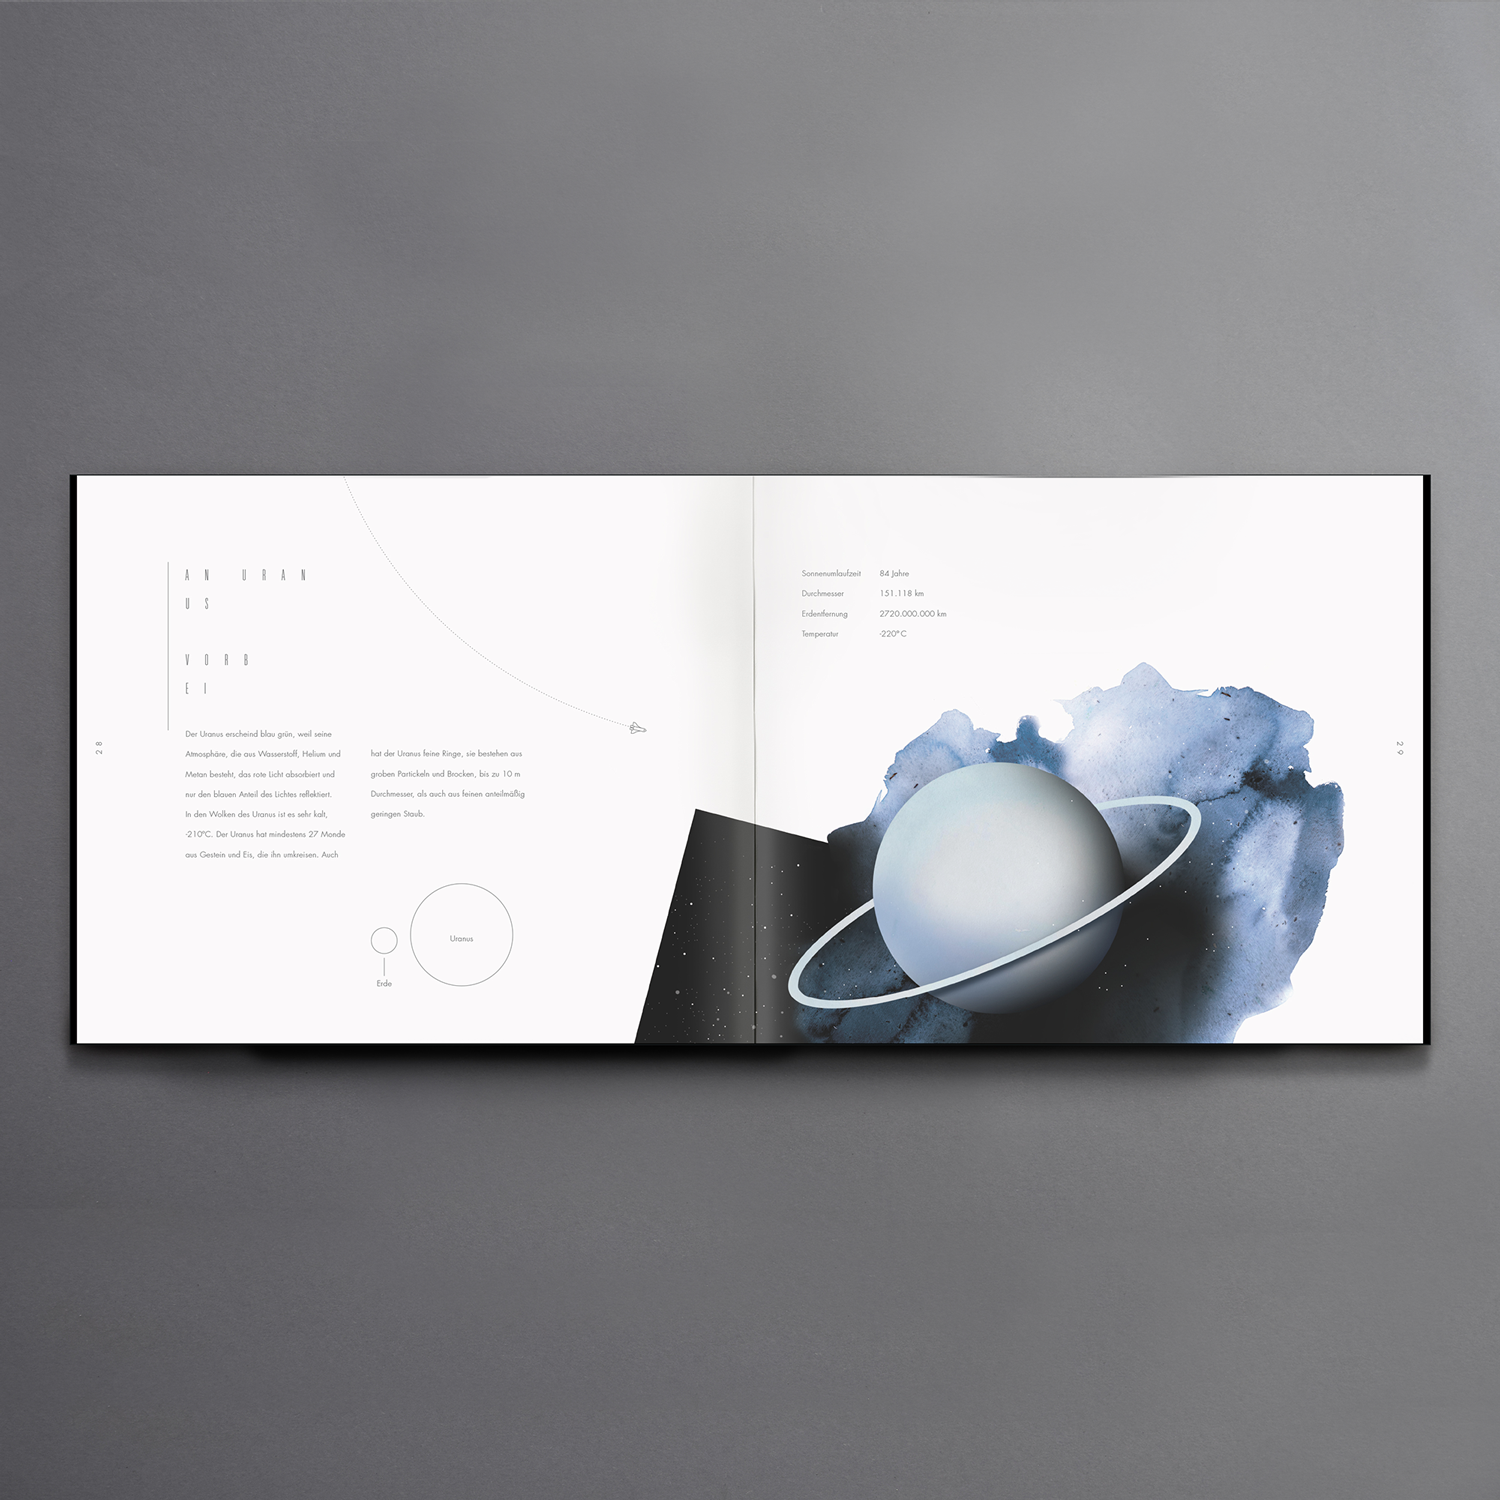 AN URAN
US
VORB
EI
Der Uranus erscheind blau grün, weil seine
Atmosphäre, die aus Wasserstoff, Helium und
Metan besteht, das rote Licht absorbiert und
nur den blauen Anteil des Lichtes reflektiert.
In den Wolken des Uranus ist es sehr kalt,
-210°C. Der Uranus hat mindestens 27 Monde
aus Gestein und Eis, die ihn umkreisen. Auch
hat der Uranus feine Ringe, sie bestehen aus
groben Partickeln und Brocken, bis zu 10 m
Durchmesser, als auch aus feinen anteilmäßig
geringen Staub.
Uranus
Erde
28
Sonnenumlaufzeit 84 Jahre
Durchmesser 151.118 km
Erdentfernung 2720.000.000 km
Temperatur -220°C
29